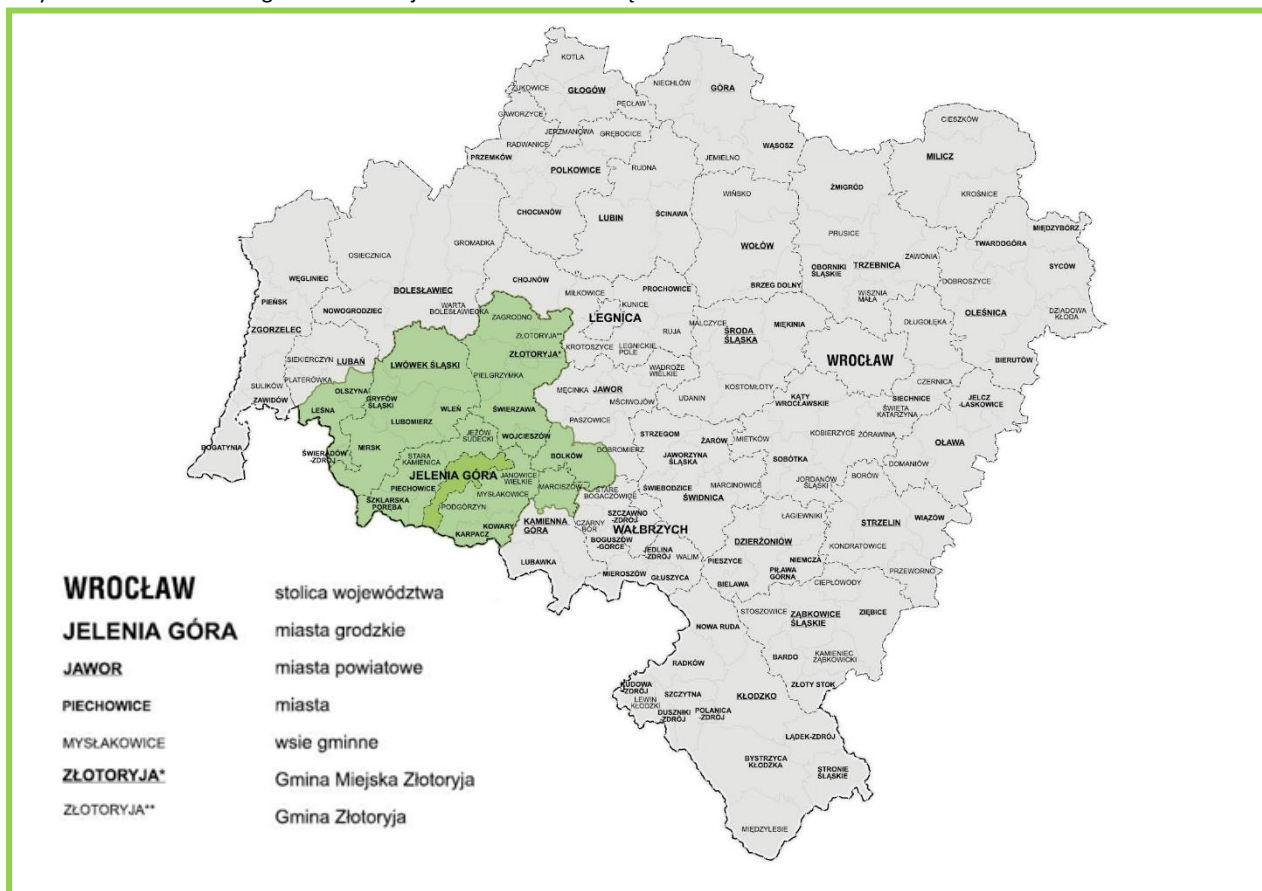 KOTLA
NIECHLÓW
GÓRA
ŻUKOWICE
GŁOGÓW
PĘCŁAW
GAWORZYCE
CIESZKÓW
JERZMANOWA
GRĘBOCICE
RADWANICE
WĄSOSZ
PRZEMKÓW
JEMIELNO
MILICZ
POLKOWICE
RUDNA
ŻMIGRÓD
WIŃSKO
KROŚNICE
CHOCIANÓW
LUBIN
ŚCINAWA
MIĘDZYBÓRZ
PRUSICE
TWARDOGÓRA
GROMADKA
WOŁÓW
OSIECZNICA
ZAWONIA
OBORNIKI
ŚLĄSKIE
TRZEBNICA
SYCÓW
WĘGLINIEC
CHOJNÓW
DOBROSZYCE
BOLESŁAWIEC
PROCHOWICE
BRZEG DOLNY
MIŁKOWICE
WISZNIA
MAŁA
PIEŃSK
WARTA
BOLESŁAWIECKA
KUNICE
NOWOGRODZIEC
ZAGRODNO
OLEŚNICA
DZIADOWA
KŁODA
LEGNICA
MALCZYCE
MIĘKINIA
DŁUGOŁĘKA
ZGORZELEC
ZŁOTORYJA**
RUJA
ŚRODA
ŚLĄSKA
KROTOSZYCE
LEGNICKIE
POLE
ZŁOTORYJA*
SIEKIERCZYN
LUBAŃ
LWÓWEK ŚLĄSKI
WROCŁAW
BIERUTÓW
WĄDROŻE
WIELKIE
PIELGRZYMKA
SULIKÓW
PLATERÓWKA
CZERNICA
MĘCINKA
JAWOR
KOSTOMŁOTY
OLSZYNA
ZAWIDÓW
GRYFÓW
ŚLĄSKI
MŚCIWOJÓW
UDANIN
KĄTY
WROCŁAWSKIE
SIECHNICE
JELCZ
-LASKOWICE
LEŚNA
WLEŃ
ŚWIERZAWA
ŚWIĘTA
KATARZYNA
LUBOMIERZ
PASZOWICE
JEŻÓW
SUDECKI
STRZEGOM
ŻARÓW
MIETKÓW
KOBIERZYCE
ŻÓRAWINA
WOJCIESZÓW
OŁAWA
BOGATYNIA
MIRSK
DOBROMIERZ
ŚWIERADÓW
-ZDRÓJ
STARA
KAMIENICA
BOLKÓW
JAWORZYNA
ŚLĄSKA
SOBÓTKA
DOMANIÓW
JELENIA GÓRA
JANOWICE
WIELKIE
JORDANÓW
ŚLĄSKI
BORÓW
PIECHOWICE
MARCISZÓW
ŚWIEBODZICE
MARCINOWICE
STARE
BOGACZOWICE
ŚWIDNICA
MYSŁAKOWICE
SZKLARSKA
PORĘBA
PODGÓRZYN
SZCZAWNO
-ZDRÓJ
ŁAGIEWNIKI
WIĄZÓW
KOWARY
KAMIENNA
GÓRA
CZARNY
BÓR
WAŁBRZYCH
STRZELIN
KARPACZ
BOGUSZÓW
-GORCE
DZIERŻONIÓW
KONDRATOWICE
JEDLINA
-ZDRÓJ
WALIM
LUBAWKA
PIESZYCE
NIEMCZA
PIŁAWA
GÓRNA
PRZEWORNO
MIEROSZÓW
GŁUSZYCA
BIELAWA
CIEPŁOWODY
STOSZOWICE
ZĄBKOWICE
ŚLĄSKIE
ZIĘBICE
NOWA RUDA
BARDO
KAMIENIEC
ZĄBKOWICKI
RADKÓW
ZŁOTY STOK
KUDOWA
-ZDRÓJ
SZCZYTNA
KŁODZKO
LEWIN
KŁODZKI
DUSZNIKI
-ZDRÓJ
POLANICA
-ZDRÓJ
LĄDEK-ZDRÓJ
BYSTRZYCA
KŁODZKA
STRONIE
ŚLĄSKIE
MIĘDZYLESIE
WROCŁAW stolica województwa
JELENIA GÓRA miasta grodzkie
JAWOR miasta powiatowe
PIECHOWICE miasta
MYSŁAKOWICE wsie gminne
ZŁOTORYJA* Gmina Miejska Złotoryja
ZŁOTORYJA** Gmina Złotoryja